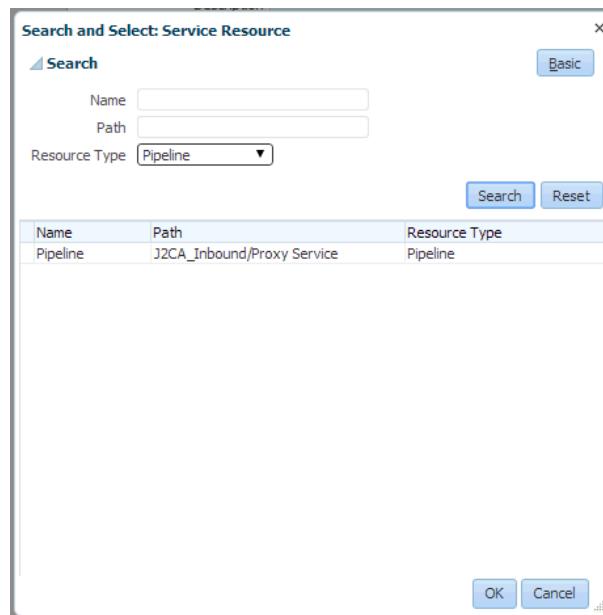 Search and Select: Service Resource
Search
Basic
Name
Path
Resource Type Pipeline
Search Reset
Name Path Resource Type
Pipeline J2CA_Inbound/Proxy Service Pipeline
OK Cancel